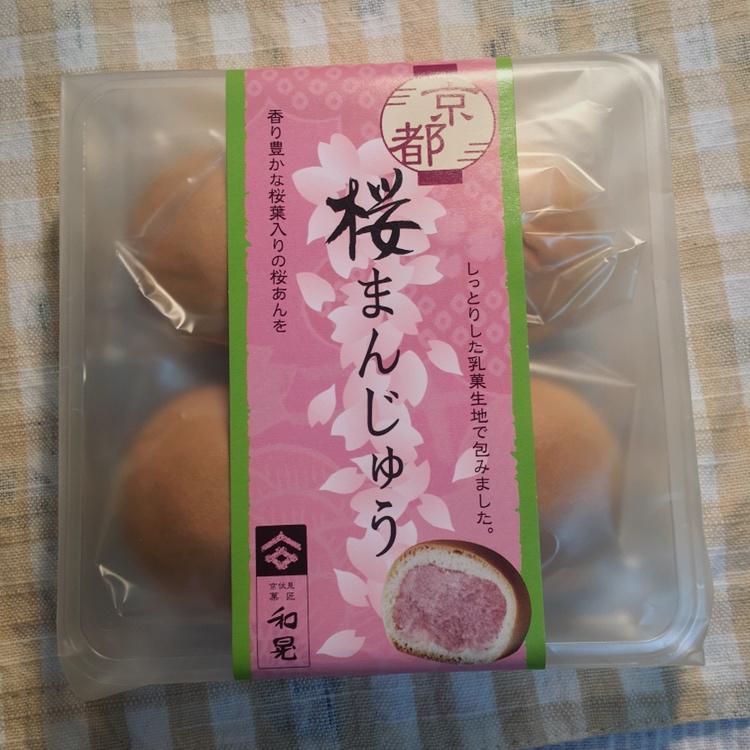 京都
桜まんじゅう
香り豊かな桜葉入りの桜あんを
しっとりした乳菓生地で包みました。
京伏見
菓匠
和晃